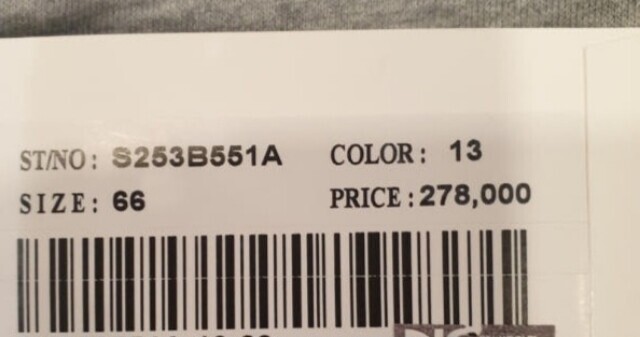 ST/NO: S253B551A COLOR: 13
SIZE: 66 PRICE: 278,000